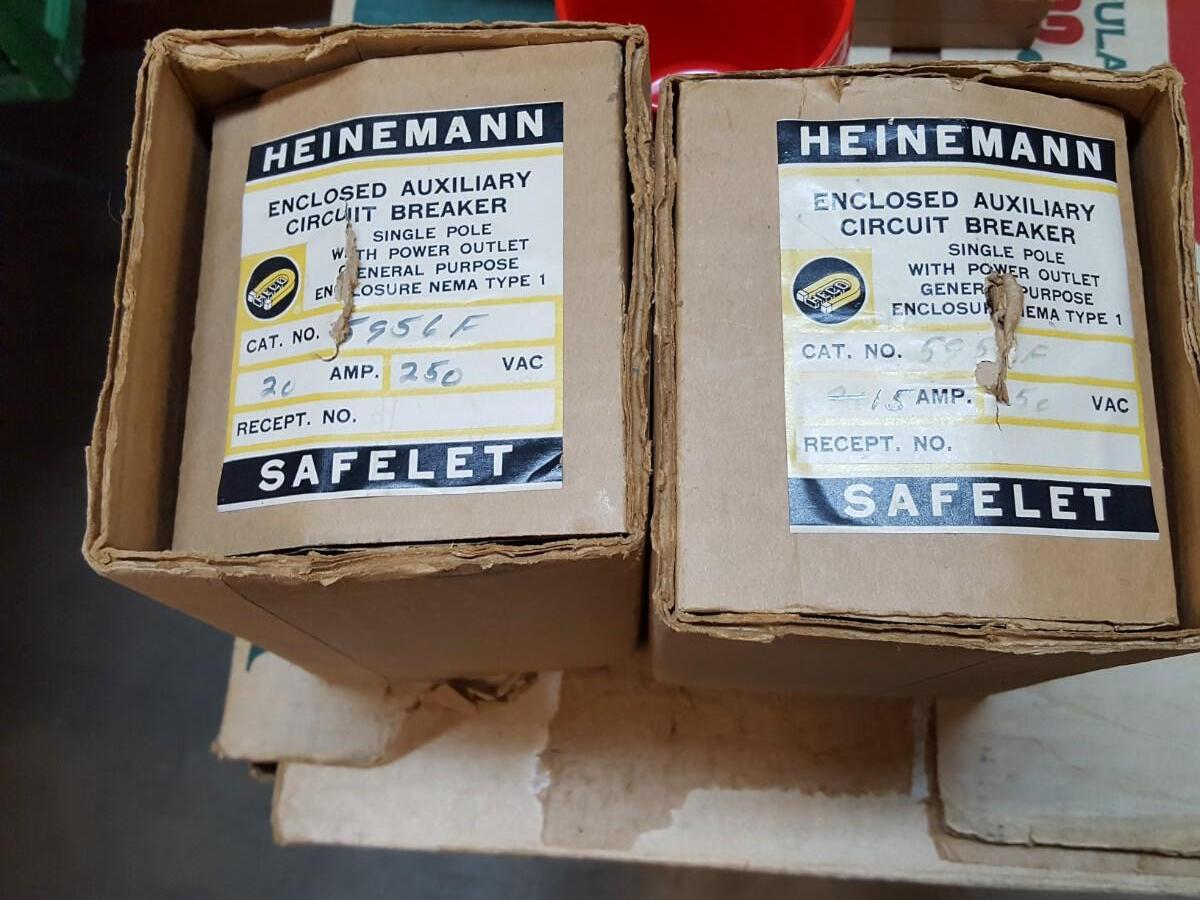 HEINEMANN
ENCLOSED AUXILIARY
CIRCUIT BREAKER
SINGLE POLE
WITH POWER OUTLET
GENERAL PURPOSE
ENCLOSURE NEMA TYPE 1
CAT. NO. 5956F
20 AMP. 250 VAC
RECEPT. NO.
SAFELET
HEINEMANN
ENCLOSED AUXILIARY
CIRCUIT BREAKER
SINGLE POLE
WITH POWER OUTLET
GENERAL PURPOSE
ENCLOSURE NEMA TYPE 1
CAT. NO.
15 AMP. VAC
RECEPT. NO.
SAFELET
ULA